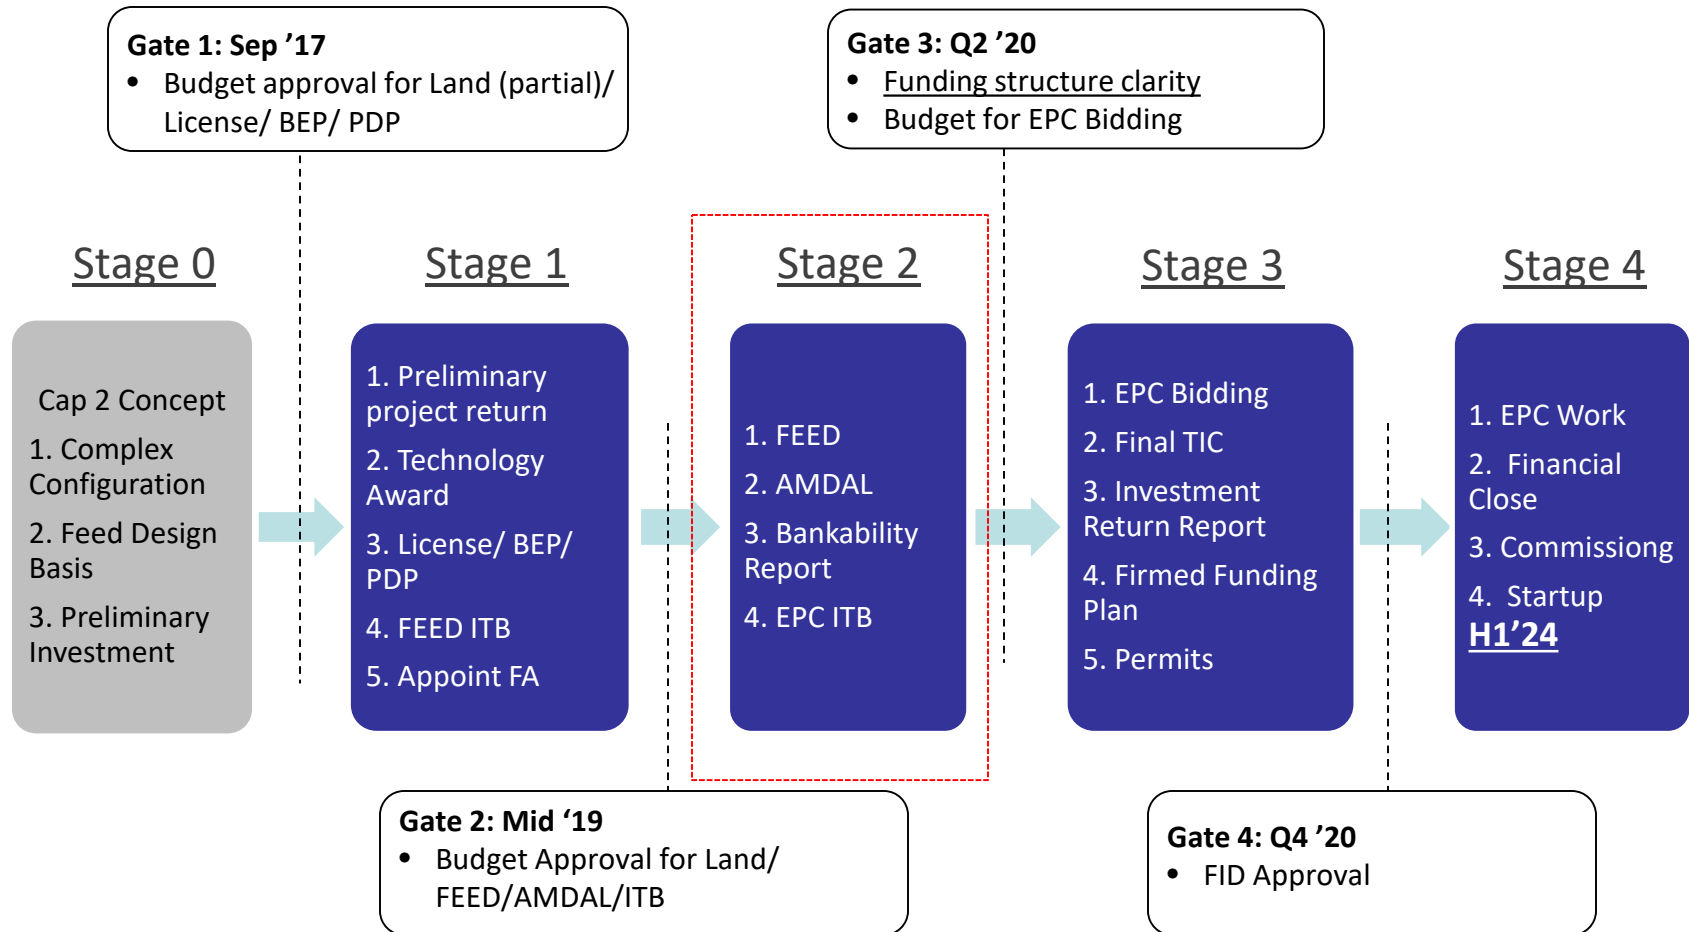 Gate 1: Sep ’17
• Budget approval for Land (partial)/
License/ BEP/ PDP
Gate 3: Q2 ’20
• Funding structure clarity
• Budget for EPC Bidding
Stage 0
Cap 2 Concept
1. Complex
Configuration
2. Feed Design
Basis
3. Preliminary
Investment
Stage 1
1. Preliminary
project return
2. Technology
Award
3. License/ BEP/
PDP
4. FEED ITB
5. Appoint FA
Stage 2
1. FEED
2. AMDAL
3. Bankability
Report
4. EPC ITB
Stage 3
1. EPC Bidding
2. Final TIC
3. Investment
Return Report
4. Firmed Funding
Plan
5. Permits
Stage 4
1. EPC Work
2. Financial
Close
3. Commissiong
4. Startup
H1’24
Gate 2: Mid ‘19
• Budget Approval for Land/
FEED/AMDAL/ITB
Gate 4: Q4 ’20
• FID Approval